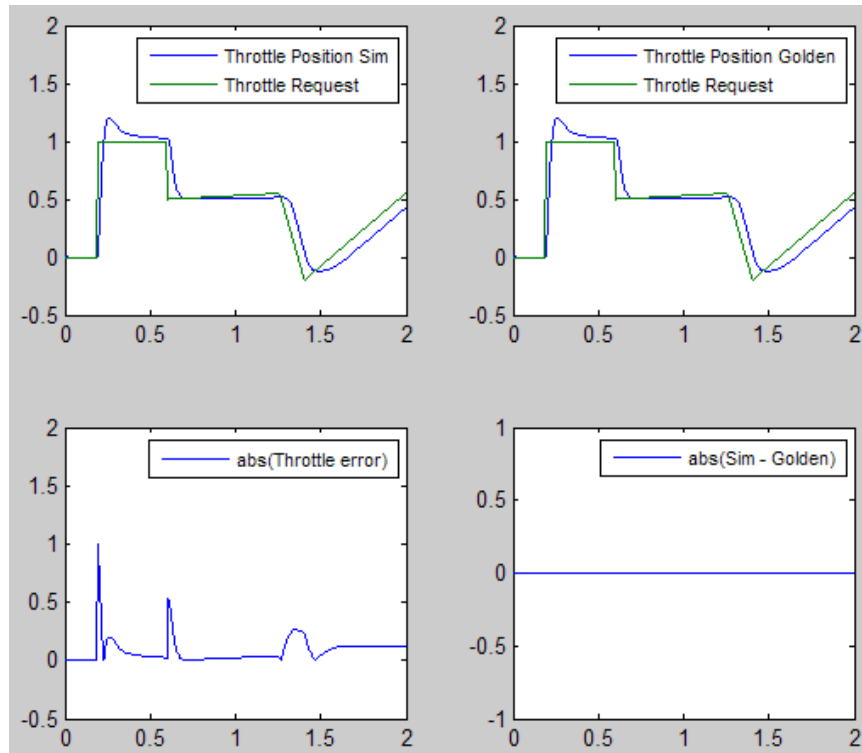 2
1.5
1
0.5
0
-0.5
Throttle Position Sim
Throttle Request
0 0.5 1 1.5 2
2
1.5
1
0.5
0
-0.5
Throttle Position Golden
Throtle Request
0 0.5 1 1.5 2
2
1.5
1
0.5
0
-0.5
abs(Throttle error)
0 0.5 1 1.5 2
1
0.5
0
-0.5
-1
abs(Sim - Golden)
0 0.5 1 1.5 2